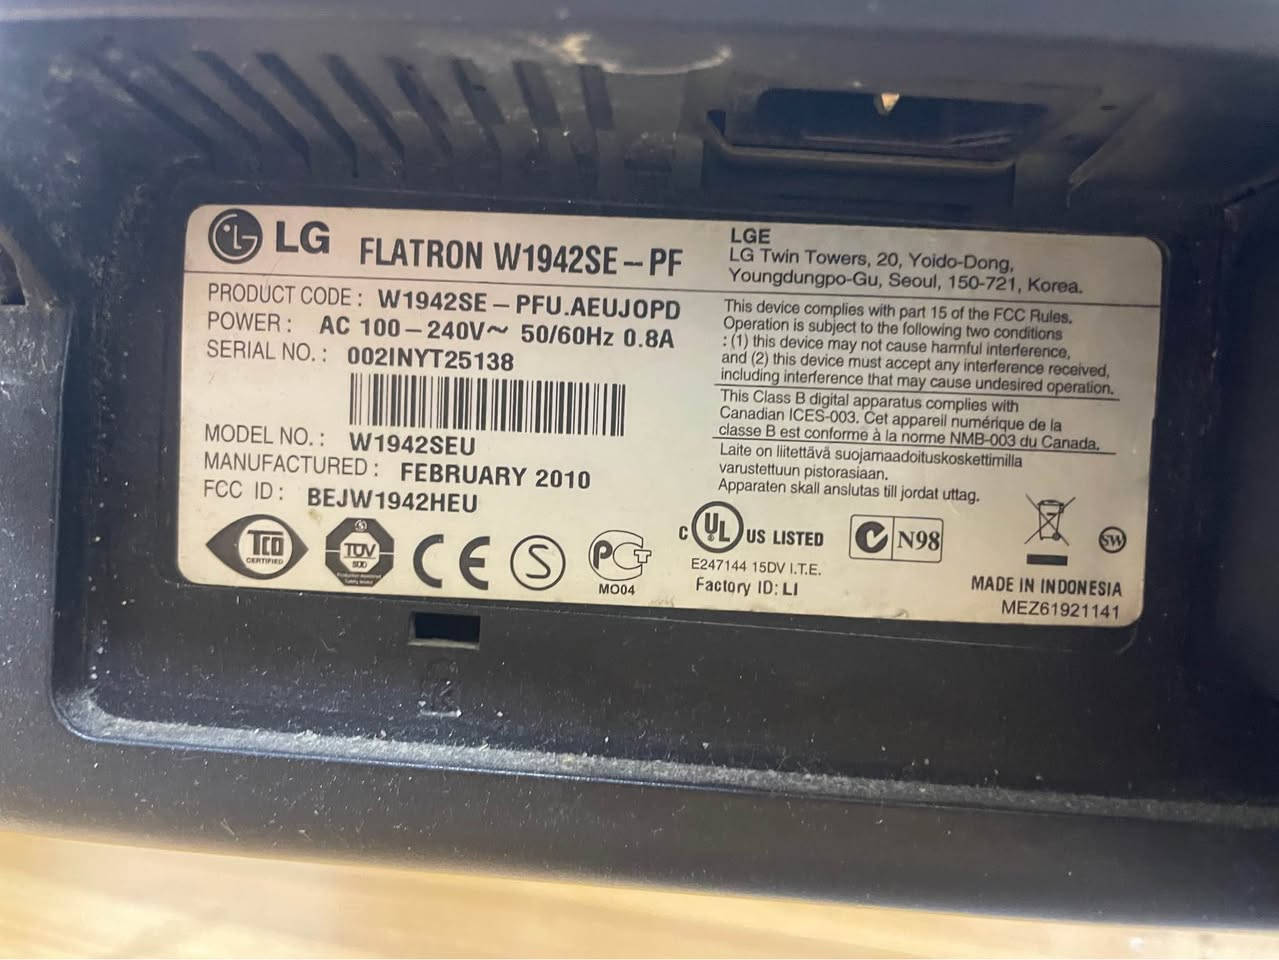 LG FLATRON W1942SE-PF
PRODUCT CODE: W1942SE-PFU.AEUJOPD
POWER: AC 100-240V~ 50/60Hz 0.8A
SERIAL NO.: 002INYT25138
MODEL NO.: W1942SEU
MANUFACTURED: FEBRUARY 2010
FCC ID: BEJW1942HEU
LGE
LG Twin Towers, 20, Yoido-Dong,
Youngdungpo-Gu, Seoul, 150-721, Korea.
This device complies with part 15 of the FCC Rules.
Operation is subject to the following two conditions
: (1) this device may not cause harmful interference,
and (2) this device must accept any interference received,
including interference that may cause undesired operation.
This Class B digital apparatus complies with
Canadian ICES-003. Cet appareil numérique de la
classe B est conforme à la norme NMB-003 du Canada.
Laite on liitettävä suojamaadoituskoskettimilla
varustettuun pistorasiaan.
Apparaten skall anslutas till jordat uttag.
TCO
CERTIFIED
TÜV
SÜD
CE
S
PCT
MO04
C UL US LISTED
E247144 15DV I.T.E.
Factory ID: LI
N98
SW
MADE IN INDONESIA
MEZ61921141